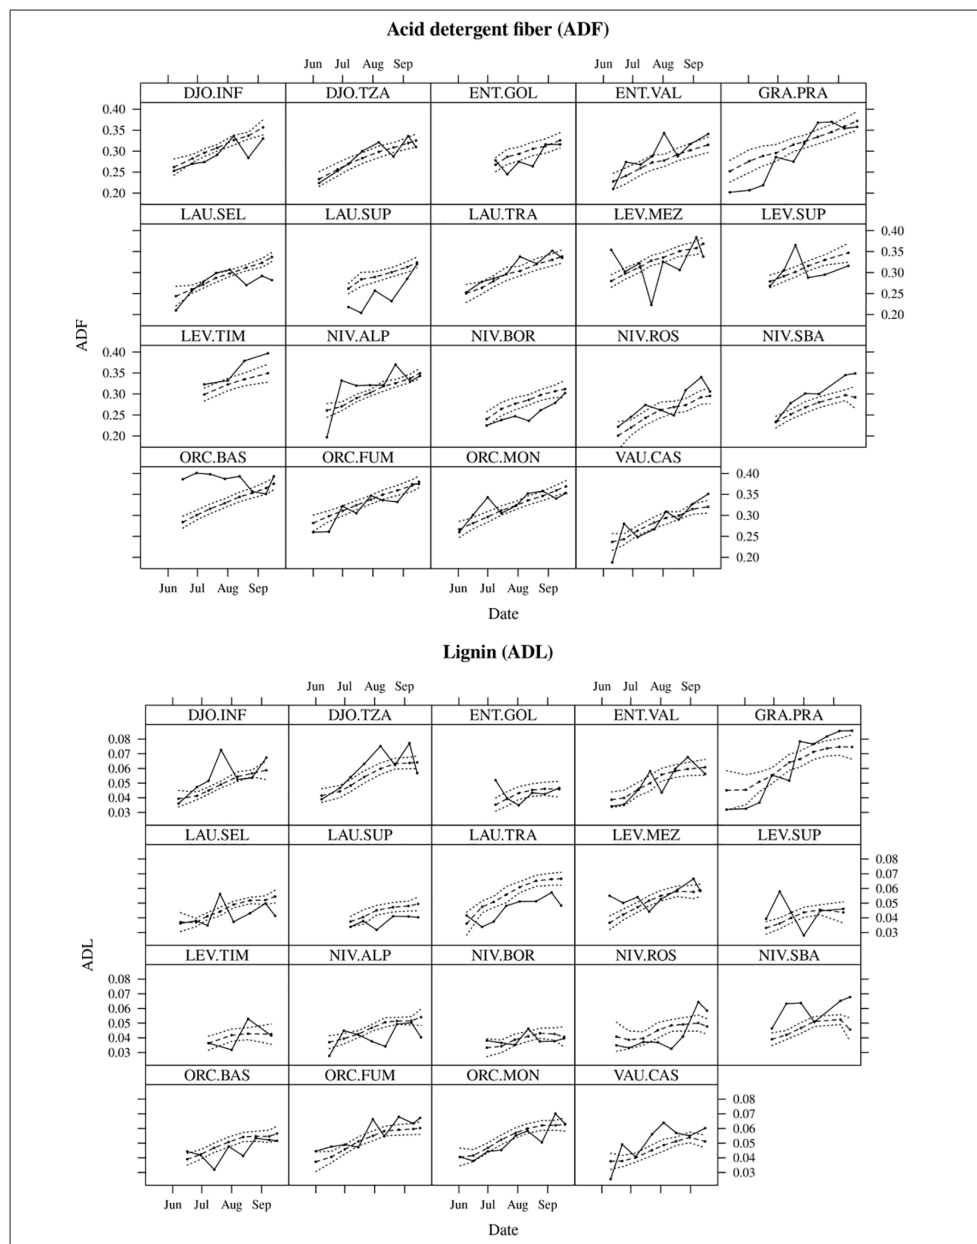 Acid detergent fiber (ADF)
Jun Jul Aug Sep Jun Jul Aug Sep
DJO.INF DJO.TZA ENT.GOL ENT.VAL GRA.PRA
0.40
0.35
0.30
0.25
0.20
LAU.SEL LAU.SUP LAU.TRA LEV.MEZ LEV.SUP
0.40
0.35
0.30
0.25
0.20
ADF
LEV.TIM NIV.ALP NIV.BOR NIV.ROS NIV.SBA
0.40
0.35
0.30
0.25
0.20
ORC.BAS ORC.FUM ORC.MON VAU.CAS
0.40
0.35
0.30
0.25
0.20
Jun Jul Aug Sep Jun Jul Aug Sep
Date
Lignin (ADL)
Jun Jul Aug Sep Jun Jul Aug Sep
DJO.INF DJO.TZA ENT.GOL ENT.VAL GRA.PRA
0.08
0.07
0.06
0.05
0.04
0.03
LAU.SEL LAU.SUP LAU.TRA LEV.MEZ LEV.SUP
0.08
0.07
0.06
0.05
0.04
0.03
ADL
LEV.TIM NIV.ALP NIV.BOR NIV.ROS NIV.SBA
0.08
0.07
0.06
0.05
0.04
0.03
ORC.BAS ORC.FUM ORC.MON VAU.CAS
0.08
0.07
0.06
0.05
0.04
0.03
Jun Jul Aug Sep Jun Jul Aug Sep
Date